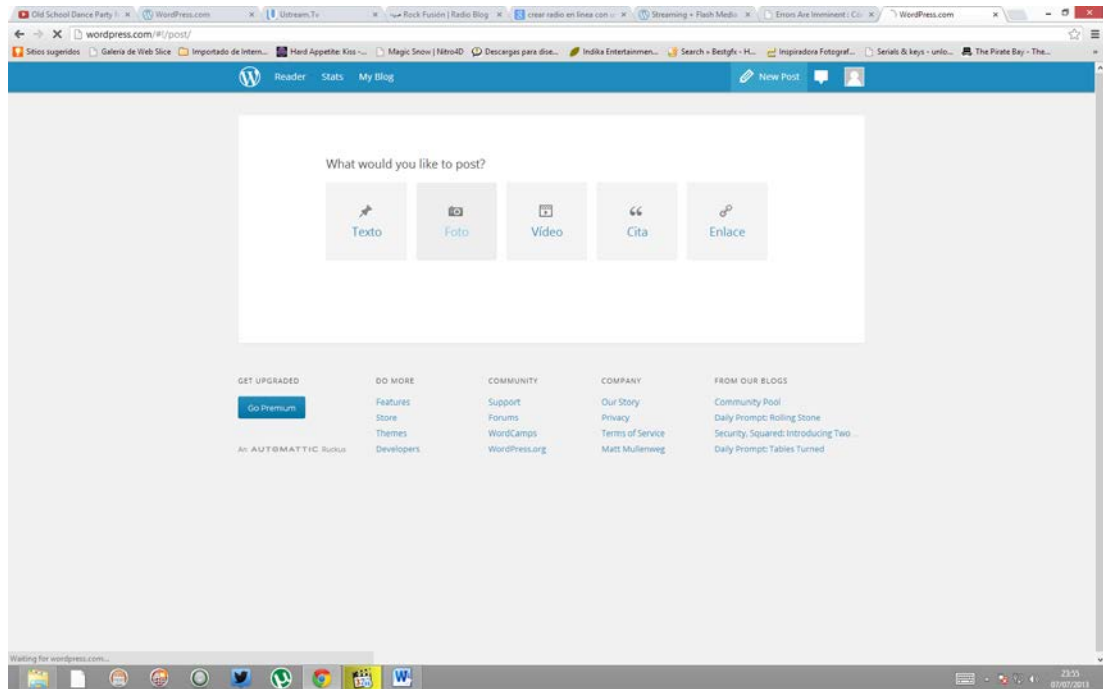 Old School Dance Party
WordPress.com
Ustream.Tv
Rock Fusión | Radio Blog
crear radio en linea con
Streaming + Flash Media
Errors Are Imminent : Co
WordPress.com
wordpress.com/#!/post/
Sitios sugeridos
Galería de Web Slice
Importado de Intern...
Hard Appetite: Kiss -...
Magic Snow | Nitro4D
Descargas para dise...
Indika Entertainmen...
Search » Bestgfx - H...
Inspiradora Fotograf...
Serials & keys - unlo...
The Pirate Bay - The...
Reader Stats My Blog New Post
What would you like to post?
Texto Foto Vídeo Cita Enlace
GET UPGRADED DO MORE COMMUNITY COMPANY FROM OUR BLOGS
Go Premium
Features Support Our Story Community Pool
Store Forums Privacy Daily Prompt: Rolling Stone
Themes WordCamps Terms of Service Security, Squared: Introducing Two ...
An AUTOMATTIC Ruckus Developers WordPress.org Matt Mullenweg Daily Prompt: Tables Turned
Waiting for wordpress.com...
23:55
07/07/2013